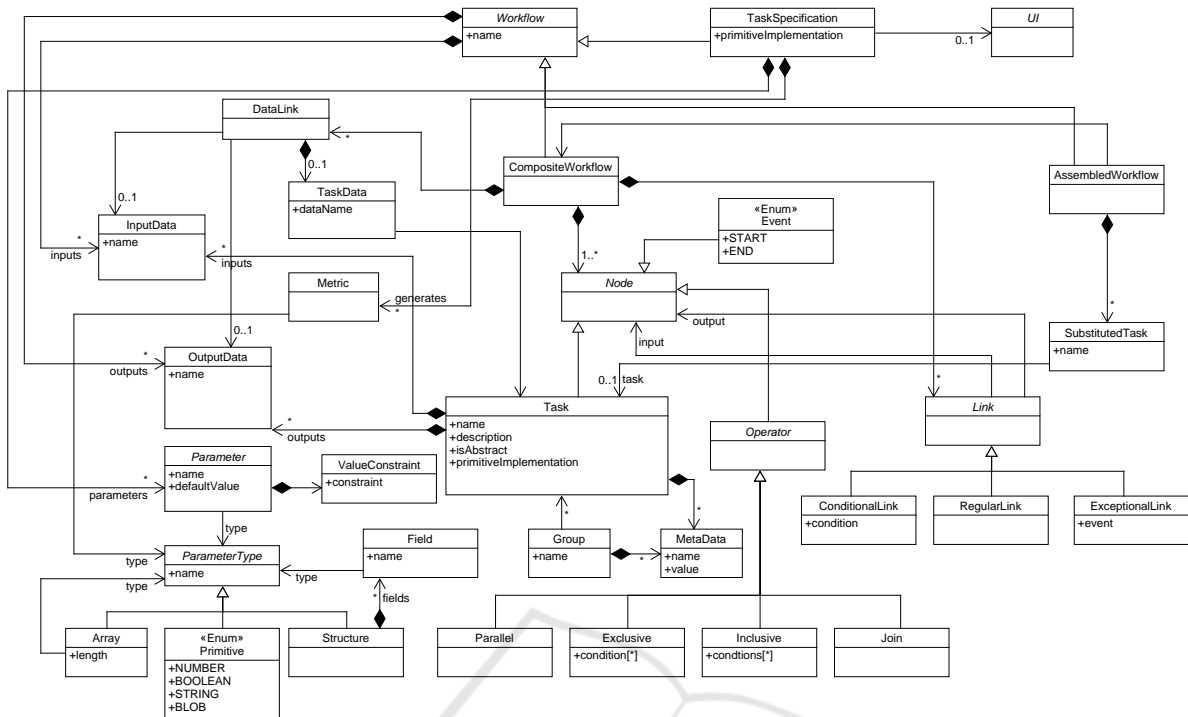 Workflow
+name
TaskSpecification
+primitiveImplementation
UI
0..1
DataLink
*
0..1
TaskData
+dataName
CompositeWorkflow
AssembledWorkflow
0..1
InputData
+name
*
inputs
*
inputs
«Enum»
Event
+START
+END
1..*
Node
Metric
generates
*
output
input
*
SubstitutedTask
+name
0..1
OutputData
+name
*
outputs
0..1
task
*
Task
+name
+description
+isAbstract
+primitiveImplementation
*
outputs
Link
Operator
Parameter
+name
+defaultValue
*
parameters
ValueConstraint
+constraint
ConditionalLink
+condition
RegularLink
ExceptionalLink
+event
type
*
*
Group
+name
*
MetaData
+name
+value
ParameterType
+name
type
type
type
Field
+name
* fields
Array
+length
«Enum»
Primitive
+NUMBER
+BOOLEAN
+STRING
+BLOB
Structure
Parallel
Exclusive
+condition[*]
Inclusive
+condtions[*]
Join